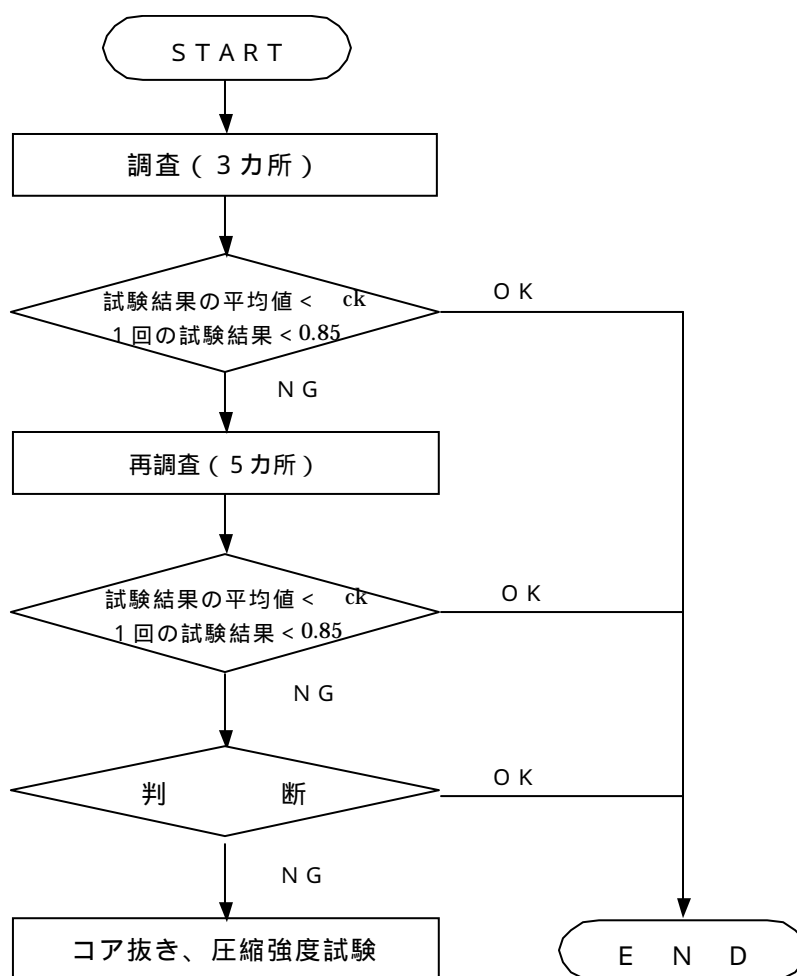 ＳＴＡＲＴ
調査（３カ所）
試験結果の平均値＜　ck
１回の試験結果＜0.85
ＯＫ
ＮＧ
再調査（５カ所）
試験結果の平均値＜　ck
１回の試験結果＜0.85
ＯＫ
ＮＧ
判　　　断
ＯＫ
ＮＧ
コア抜き、圧縮強度試験
Ｅ　Ｎ　Ｄ